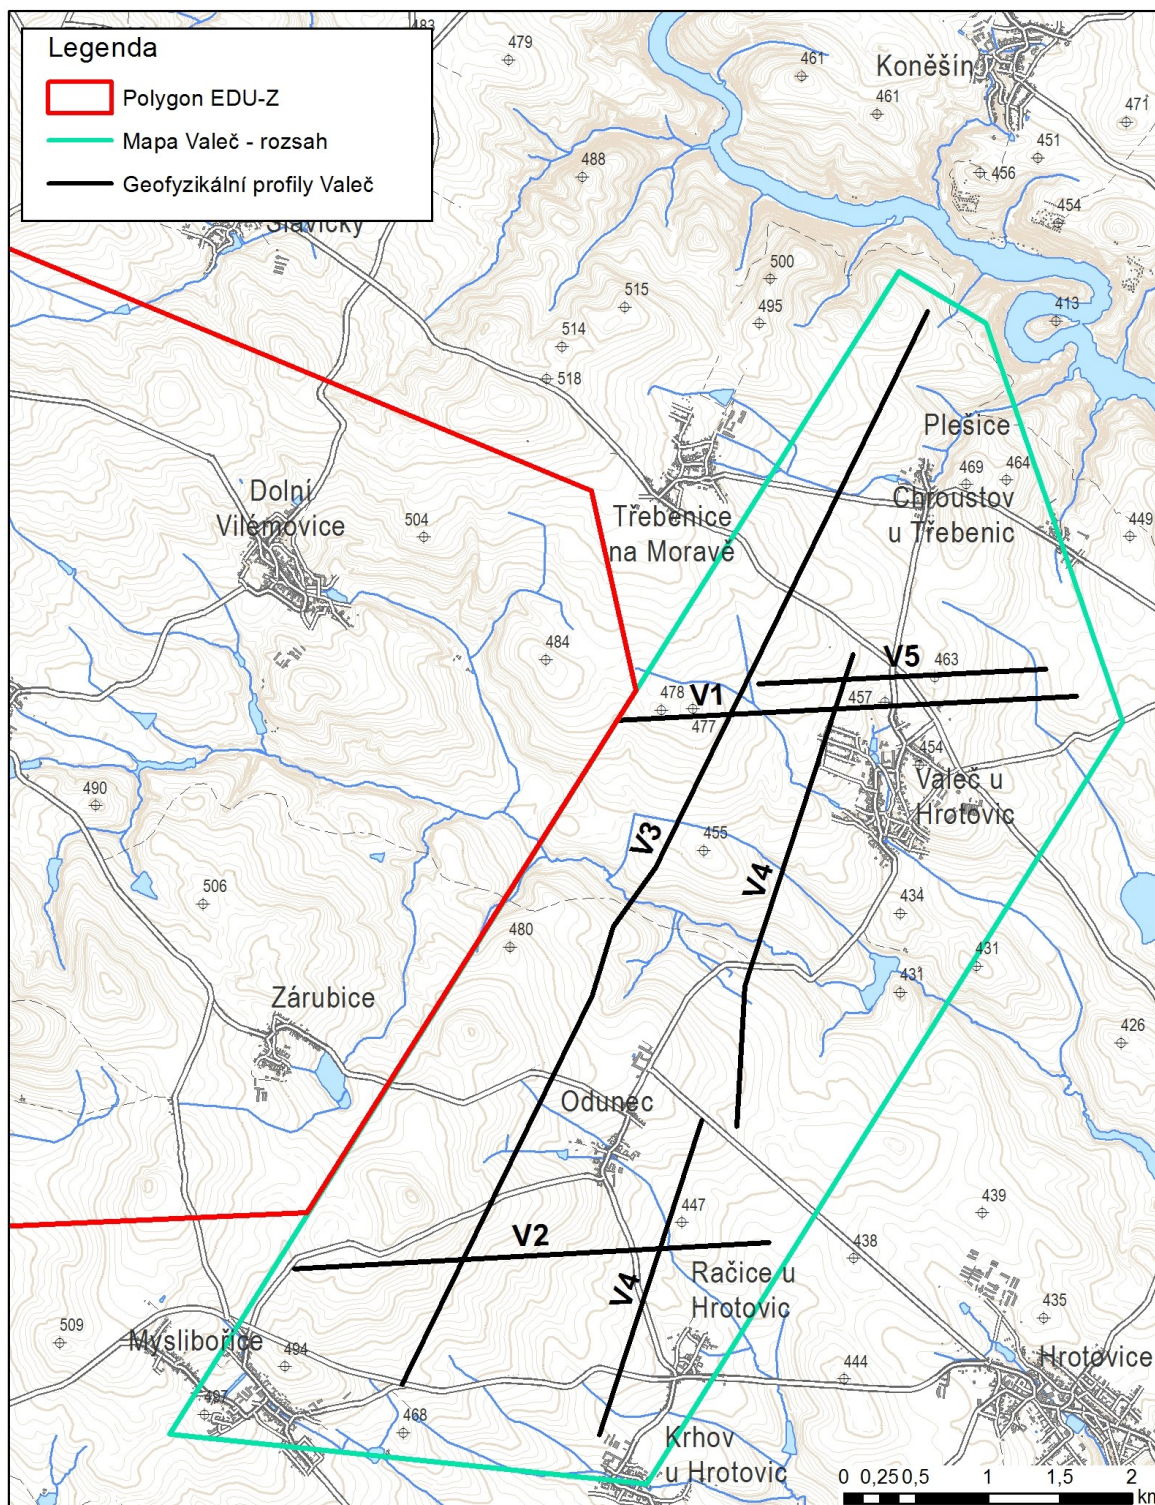 Legenda
Polygon EDU-Z
Mapa Valeč - rozsah
Geofyzikální profily Valeč
483
479
461
Koněšín
461
471
451
488
456
454
Slavičky
500
515
495
413
514
518
Plešice
469
464
Dolní
Vilémovice
504
Třebenice
na Moravě
Chroustov
u Třebenic
449
484
V5
463
478
V1
477
457
454
Valeč u
Hrotovic
490
V3
455
V4
506
434
480
431
431
Zárubice
426
Odunec
447
439
V2
438
Račice u
Hrotovic
V4
435
509
Myslibořice
494
444
Hrotovice
497
468
Krhov
u Hrotovic
0 0,25 0,5 1 1,5 2
km